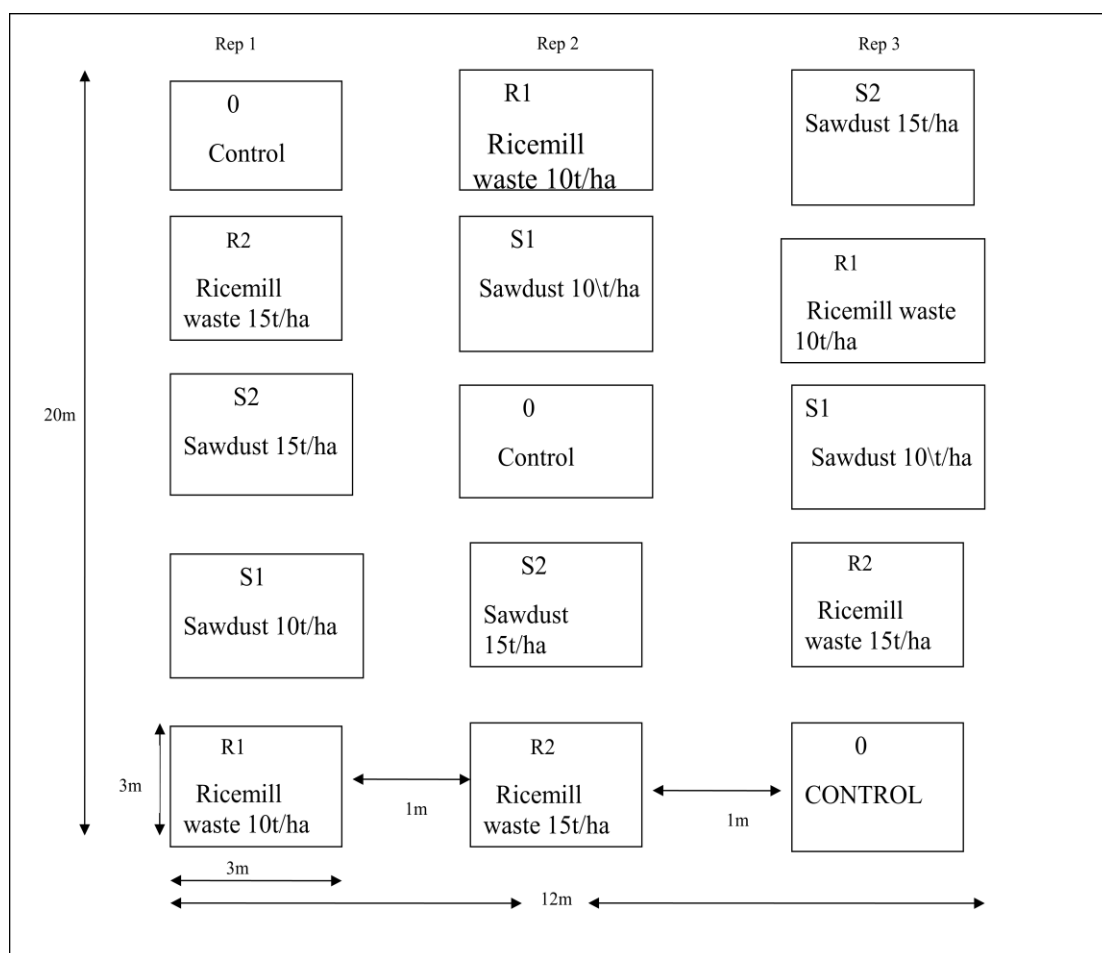 Rep 1
Rep 2
Rep 3
0
Control
R1
Ricemill
waste 10t/ha
S2
Sawdust 15t/ha
R2
Ricemill
waste 15t/ha
S1
Sawdust 10\t/ha
R1
Ricemill waste
10t/ha
20m
S2
Sawdust 15t/ha
0
Control
S1
Sawdust 10\t/ha
S1
Sawdust 10t/ha
S2
Sawdust
15t/ha
R2
Ricemill
waste 15t/ha
3m
R1
Ricemill
waste 10t/ha
1m
R2
Ricemill
waste 15t/ha
1m
0
CONTROL
3m
12m